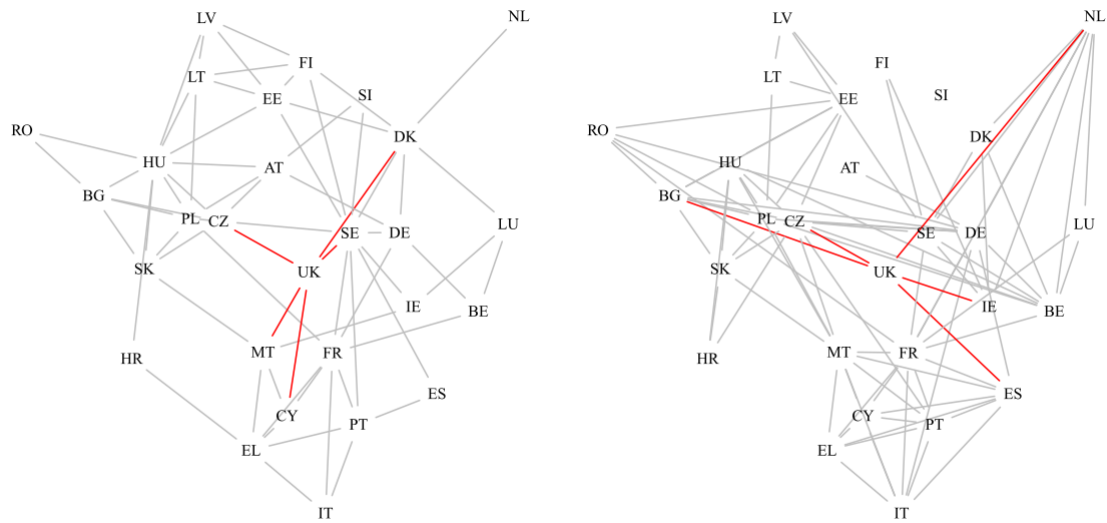 LV
NL
FI
LT
SI
EE
RO
DK
HU
AT
BG
PL
CZ
LU
SE
DE
SK
UK
IE
BE
MT
FR
HR
ES
CY
PT
EL
IT
LV
NL
FI
LT
SI
EE
RO
DK
HU
AT
BG
PL
CZ
LU
SE
DE
SK
UK
IE
BE
MT
FR
HR
ES
CY
PT
EL
IT